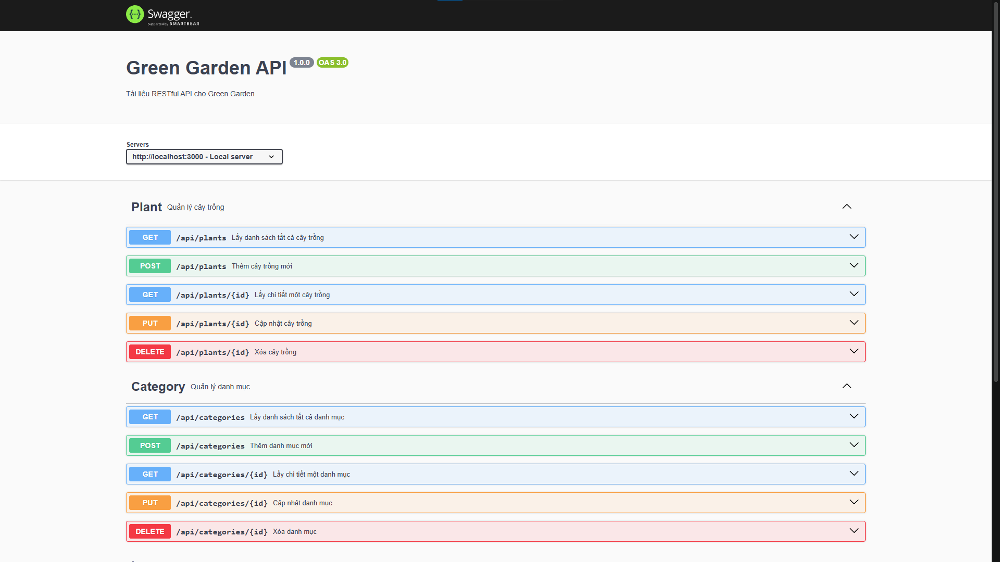 Swagger
Supported by SMARTBEAR
Green Garden API 1.0.0 OAS 3.0
Tài liệu RESTful API cho Green Garden
Servers
http://localhost:3000 - Local server
Plant Quản lý cây trồng
GET /api/plants Lấy danh sách tất cả cây trồng
POST /api/plants Thêm cây trồng mới
GET /api/plants/{id} Lấy chi tiết một cây trồng
PUT /api/plants/{id} Cập nhật cây trồng
DELETE /api/plants/{id} Xóa cây trồng
Category Quản lý danh mục
GET /api/categories Lấy danh sách tất cả danh mục
POST /api/categories Thêm danh mục mới
GET /api/categories/{id} Lấy chi tiết một danh mục
PUT /api/categories/{id} Cập nhật danh mục
DELETE /api/categories/{id} Xóa danh mục